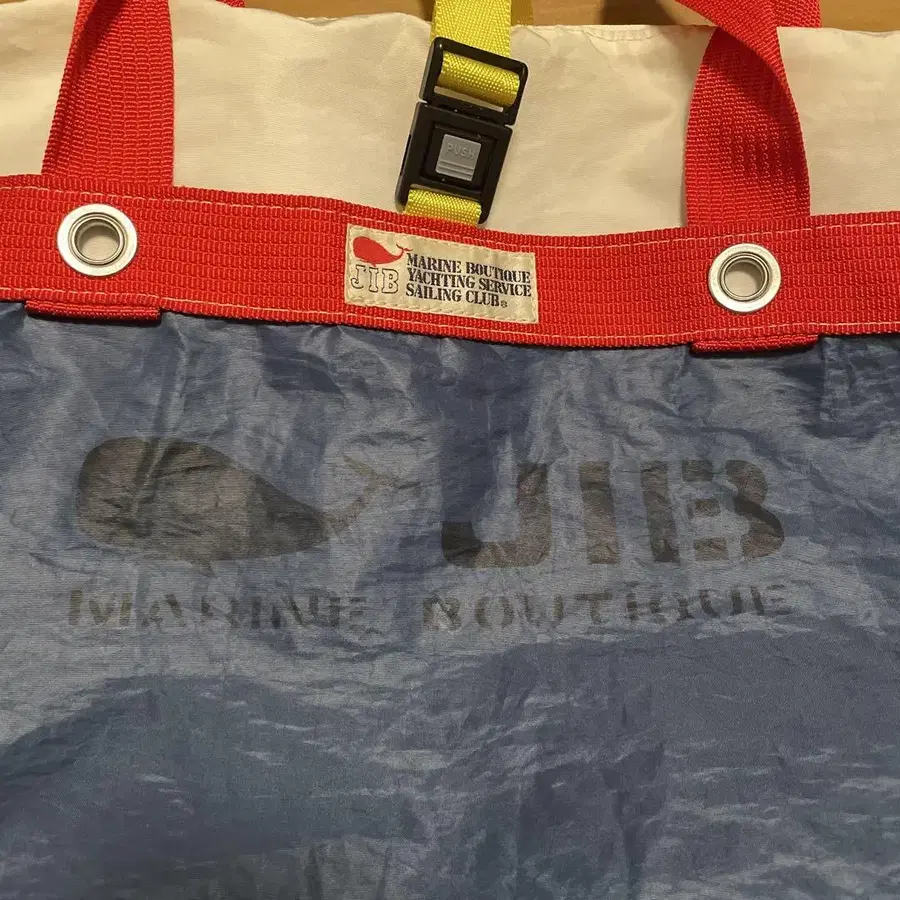 PUSH
JIB
MARINE BOUTIQUE
YACHTING SERVICE
SAILING CLUB®
JIB
MARINE BOUTIQUE